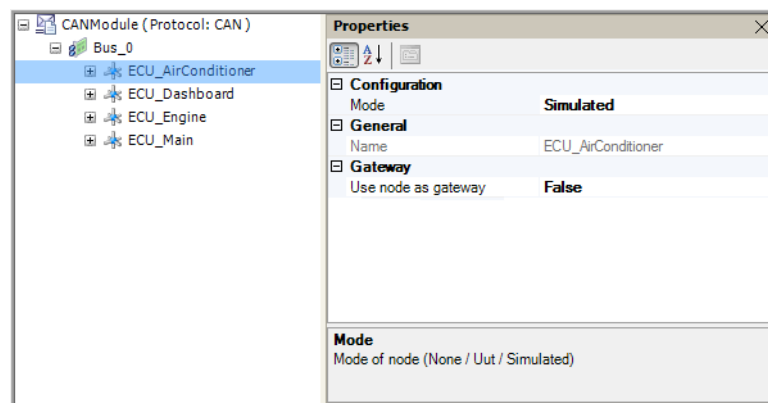 CANModule (Protocol: CAN )
Bus_0
ECU_AirConditioner
ECU_Dashboard
ECU_Engine
ECU_Main
Properties
Configuration
Mode Simulated
General
Name ECU_AirConditioner
Gateway
Use node as gateway False
Mode
Mode of node (None / Uut / Simulated)